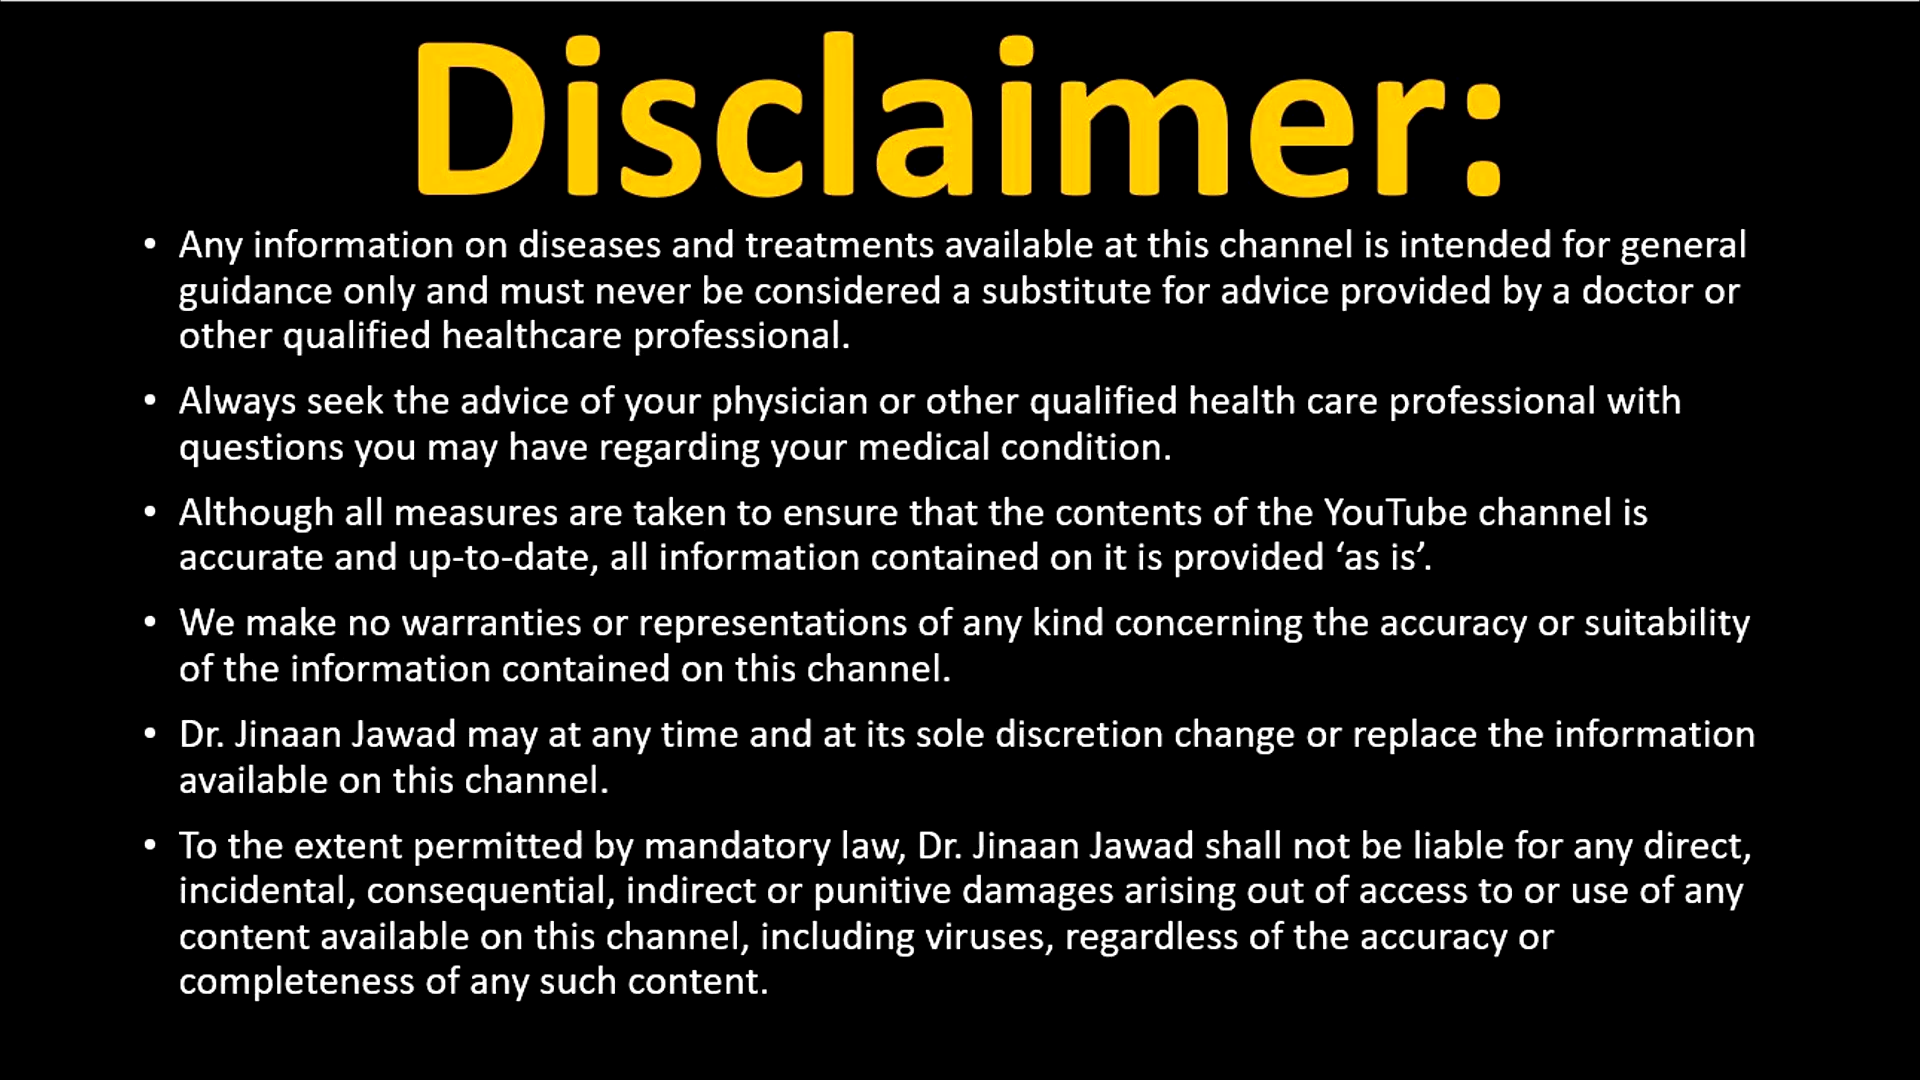 Disclaimer:
• Any information on diseases and treatments available at this channel is intended for general
guidance only and must never be considered a substitute for advice provided by a doctor or
other qualified healthcare professional.
• Always seek the advice of your physician or other qualified health care professional with
questions you may have regarding your medical condition.
• Although all measures are taken to ensure that the contents of the YouTube channel is
accurate and up-to-date, all information contained on it is provided ‘as is’.
• We make no warranties or representations of any kind concerning the accuracy or suitability
of the information contained on this channel.
• Dr. Jinaan Jawad may at any time and at its sole discretion change or replace the information
available on this channel.
• To the extent permitted by mandatory law, Dr. Jinaan Jawad shall not be liable for any direct,
incidental, consequential, indirect or punitive damages arising out of access to or use of any
content available on this channel, including viruses, regardless of the accuracy or
completeness of any such content.